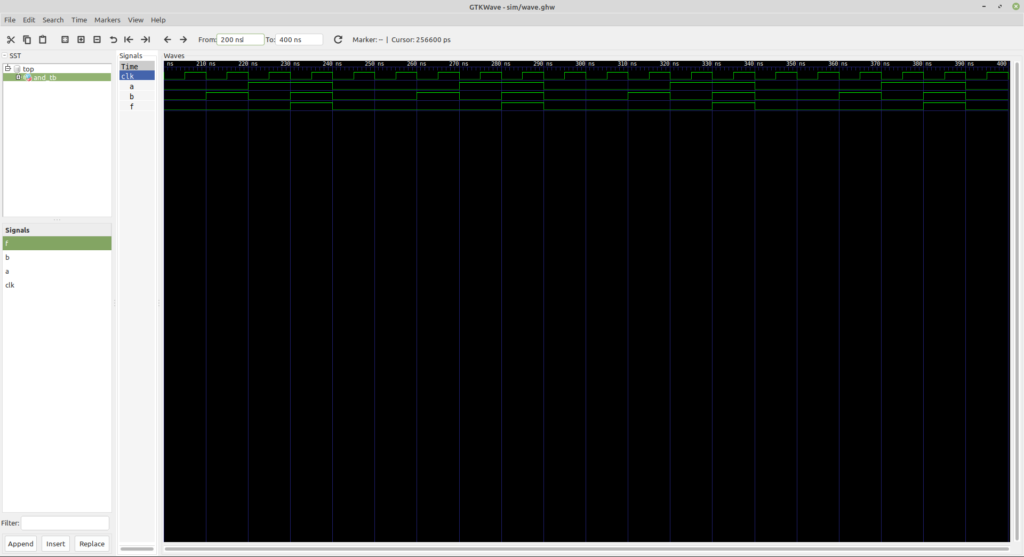 GTKWave - sim/wave.ghw
File Edit Search Time Markers View Help
From: 200 ns To: 400 ns Marker: -- | Cursor: 256600 ps
SST
top
and_tb
Signals
f
b
a
clk
Filter:
Append Insert Replace
Signals
Time
clk
a
b
f
Waves
ns 210 ns 220 ns 230 ns 240 ns 250 ns 260 ns 270 ns 280 ns 290 ns 300 ns 310 ns 320 ns 330 ns 340 ns 350 ns 360 ns 370 ns 380 ns 390 ns 400